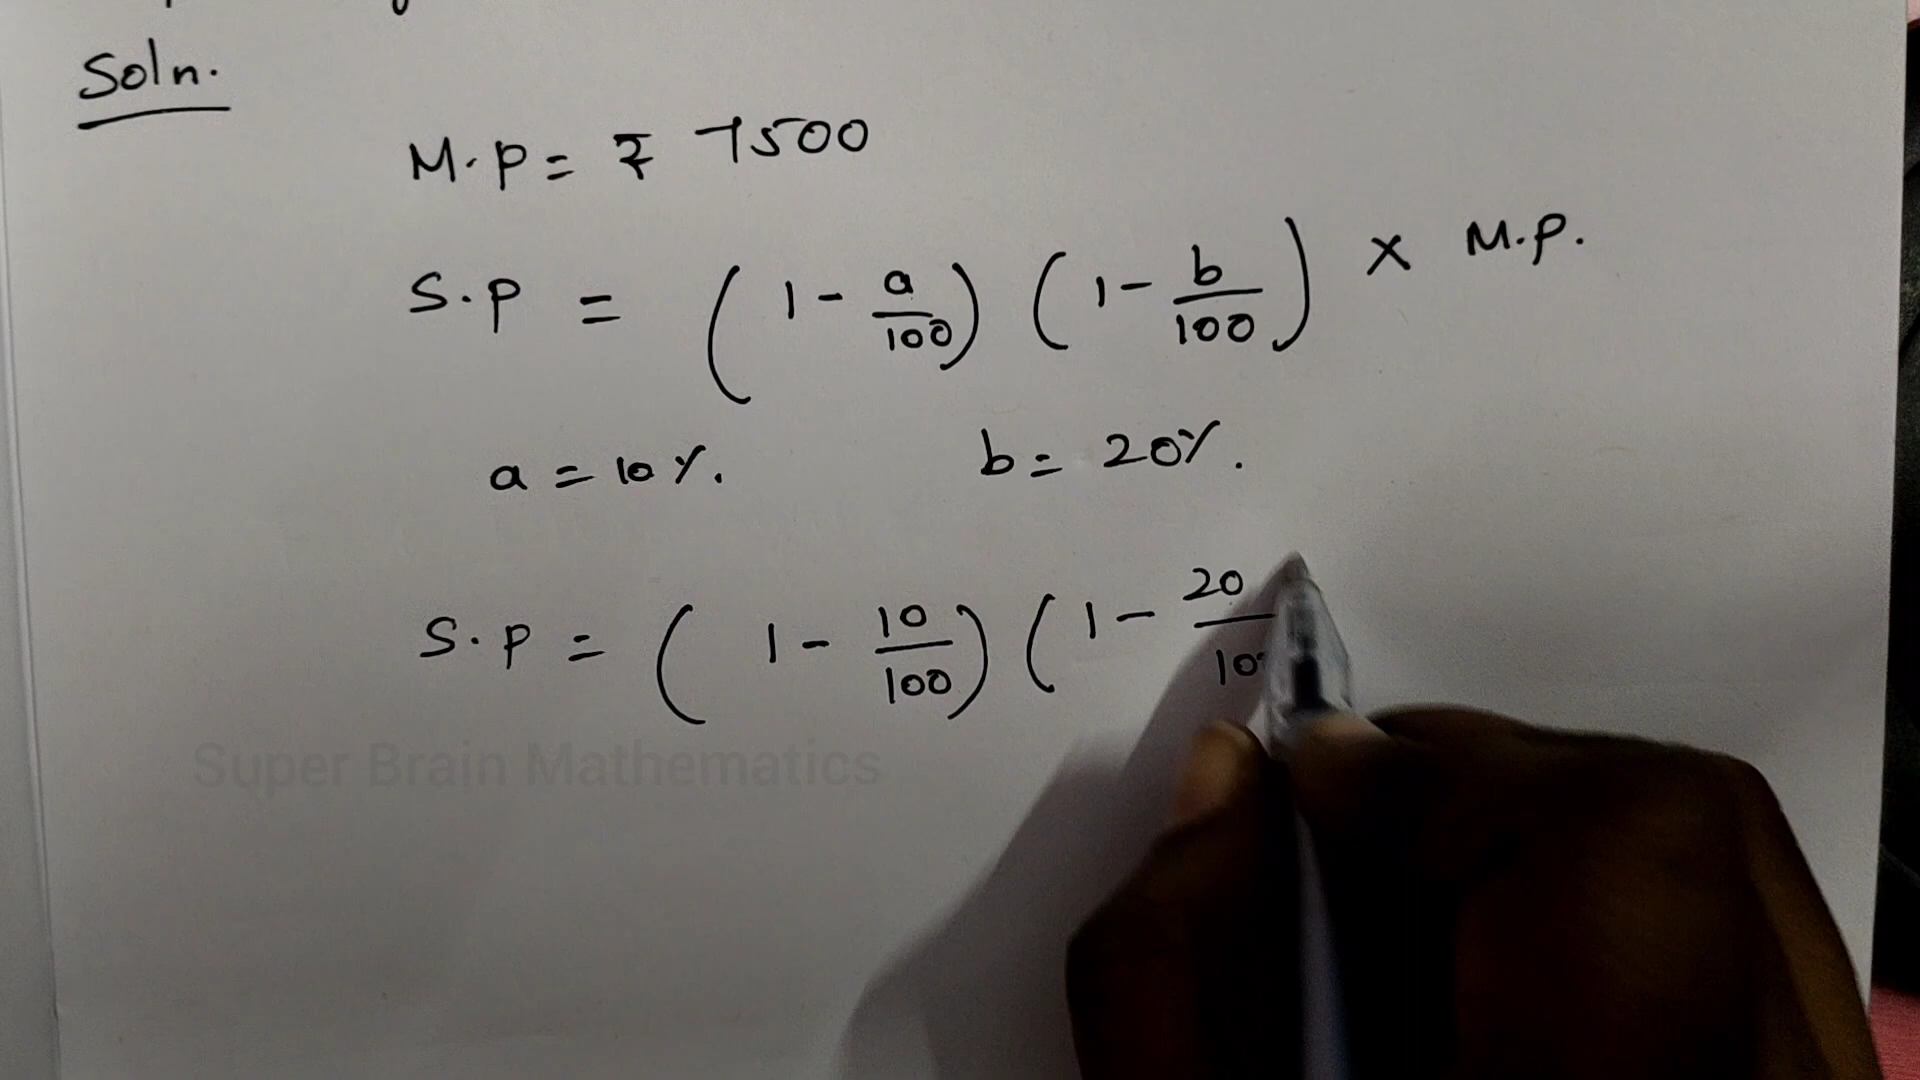 Soln.
M.P = ₹ 7500
S.P = (1 - a/100) (1 - b/100) × M.P.
a = 10%. b = 20%.
S.P = (1 - 10/100) (1 - 20/10
Super Brain Mathematics